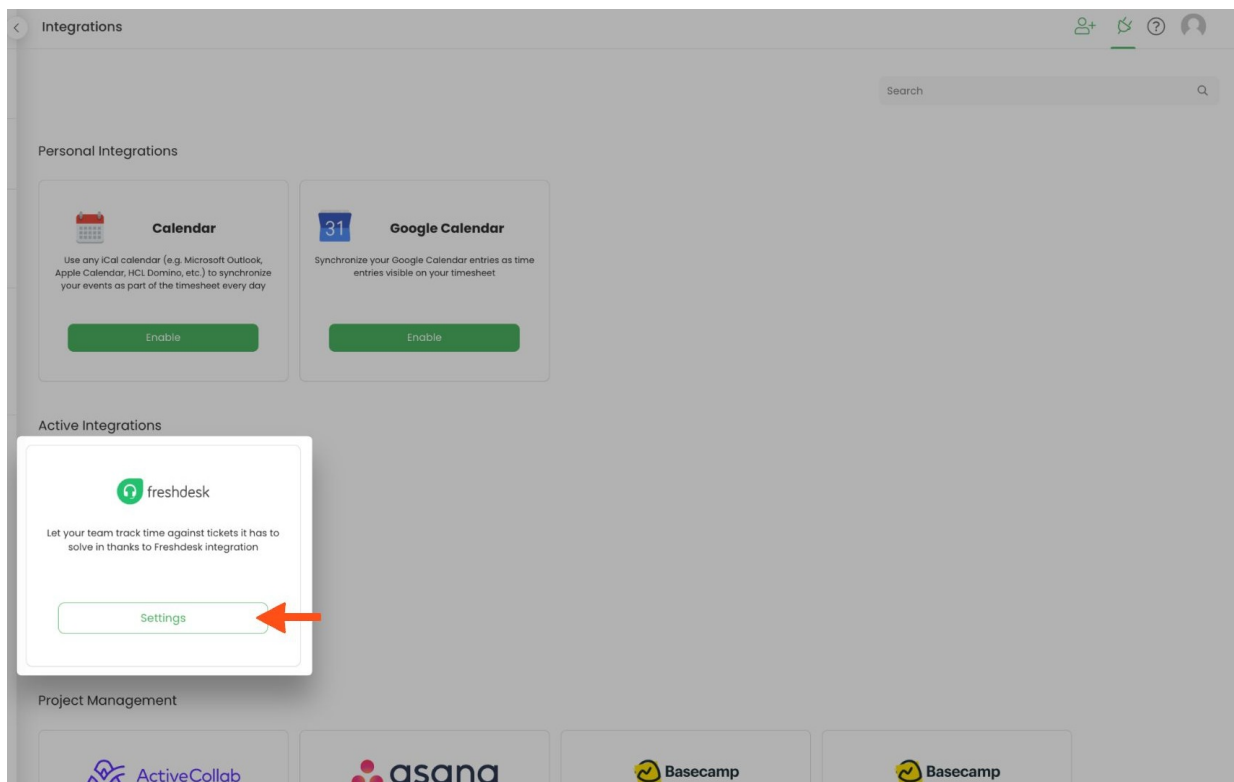 Integrations
Search
Personal Integrations
31
Calendar
Google Calendar
Use any iCal calendar (e.g. Microsoft Outlook,
Apple Calendar, HCL Domino, etc.) to synchronize
your events as part of the timesheet every day
Synchronize your Google Calendar entries as time
entries visible on your timesheet
Enable
Enable
Active Integrations
freshdesk
Let your team track time against tickets it has to
solve in thanks to Freshdesk integration
Settings
Project Management
ActiveCollab
asana
Basecamp
Basecamp